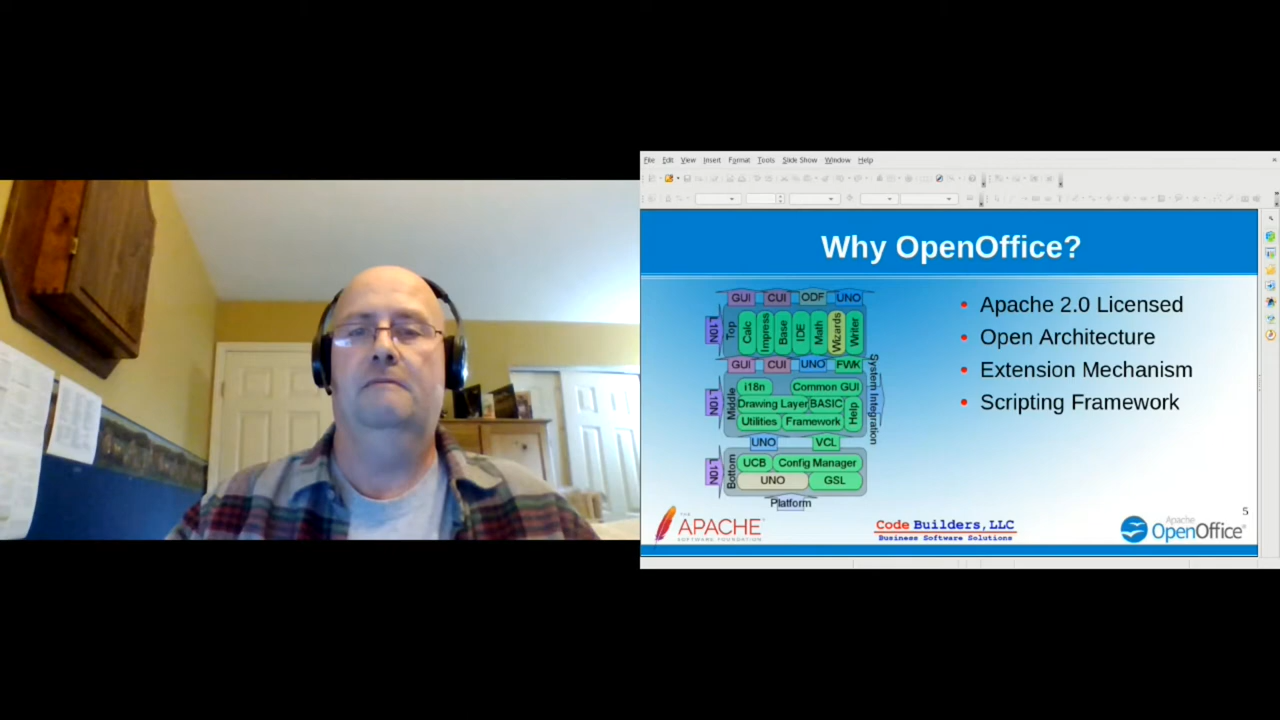 File Edit View Insert Format Tools Slide Show Window Help
Why OpenOffice?
GUI CUI ODF UNO
L10N Top Calc Impress Base IDE Math Wizards Writer
GUI CUI UNO FWK
L10N Middle i18n Common GUI
Drawing Layer BASIC Help
Utilities Framework
System Integration
UNO VCL
L10N Bottom UCB Config Manager
UNO GSL
Platform
• Apache 2.0 Licensed
• Open Architecture
• Extension Mechanism
• Scripting Framework
5
THE
APACHE
SOFTWARE FOUNDATION
Code Builders, LLC
Business Software Solutions
Apache
OpenOffice